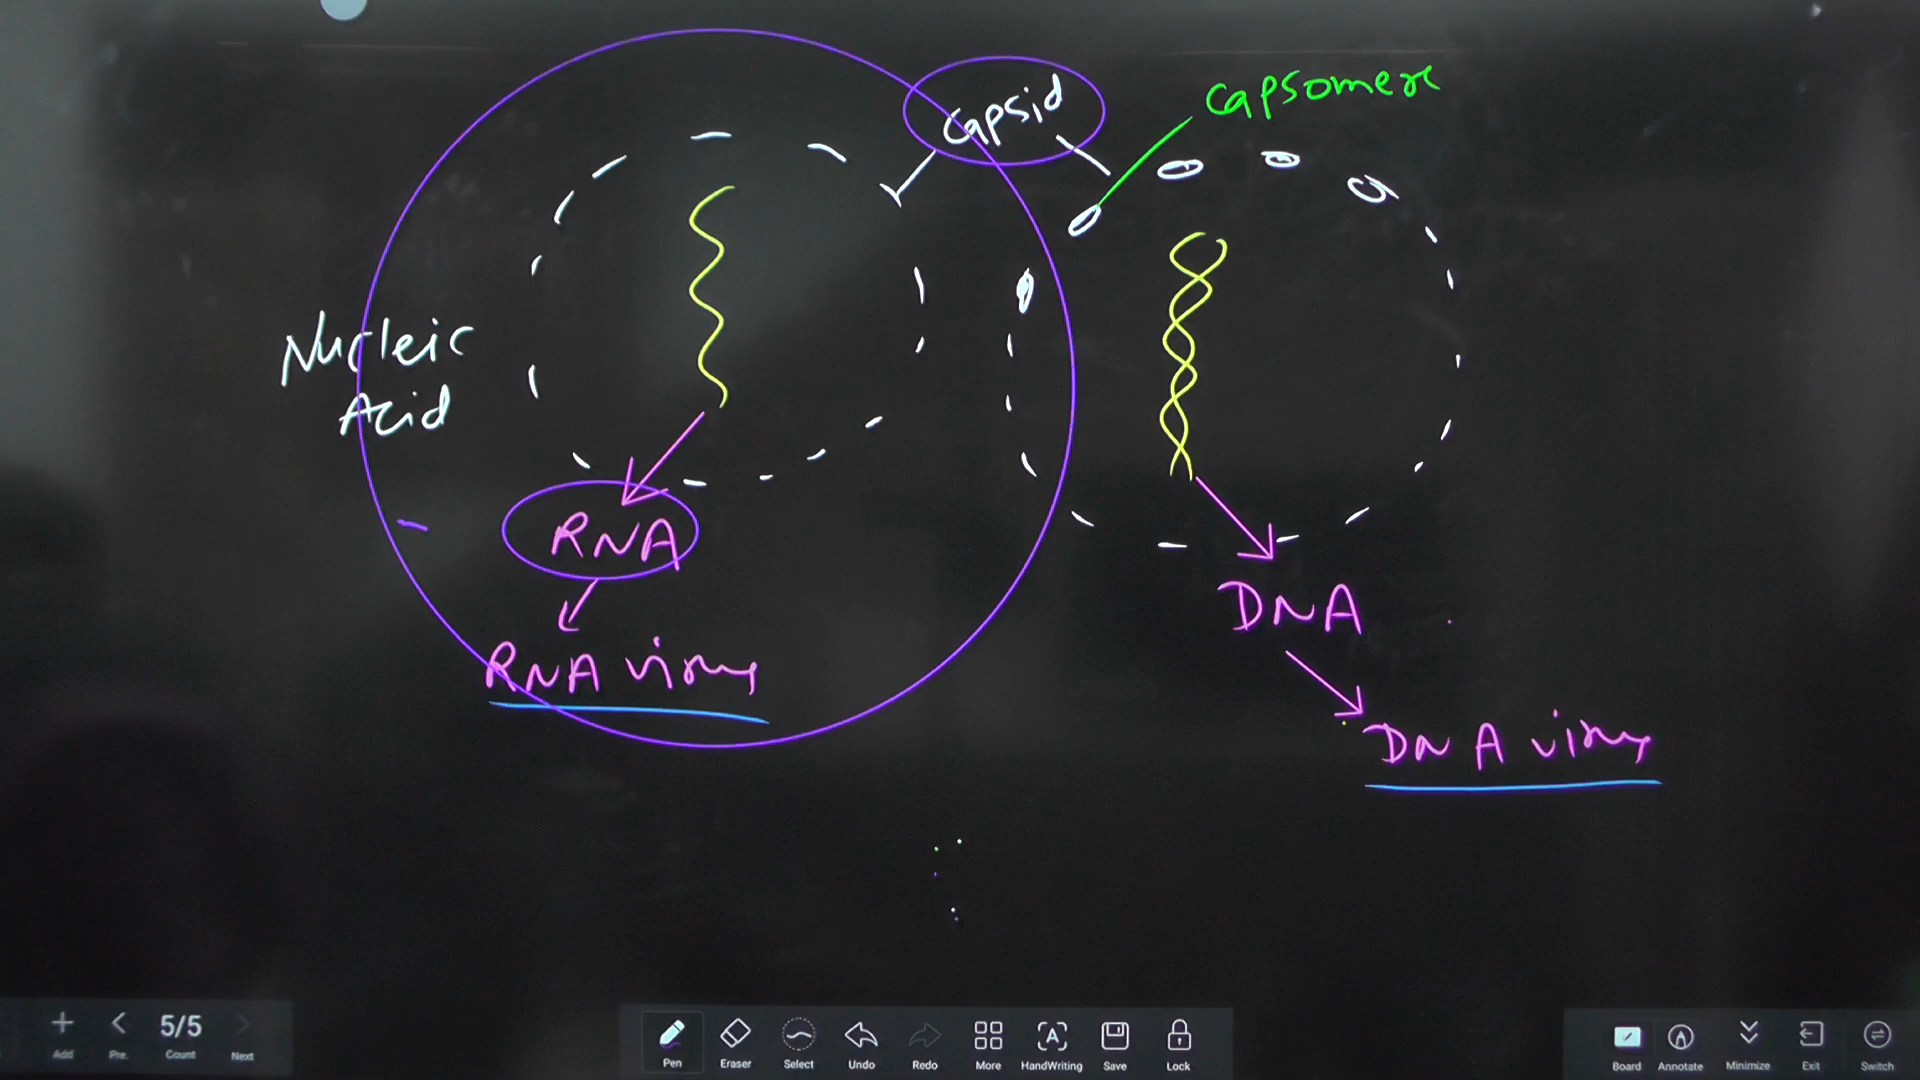 Capsid
Capsomere
Nucleic
Acid
RNA
RNA virus
DNA
DNA virus
5/5
Add
Pre.
Count
Next
Pen
Eraser
Select
Undo
Redo
More
HandWriting
Save
Lock
Board
Annotate
Minimize
Exit
Switch